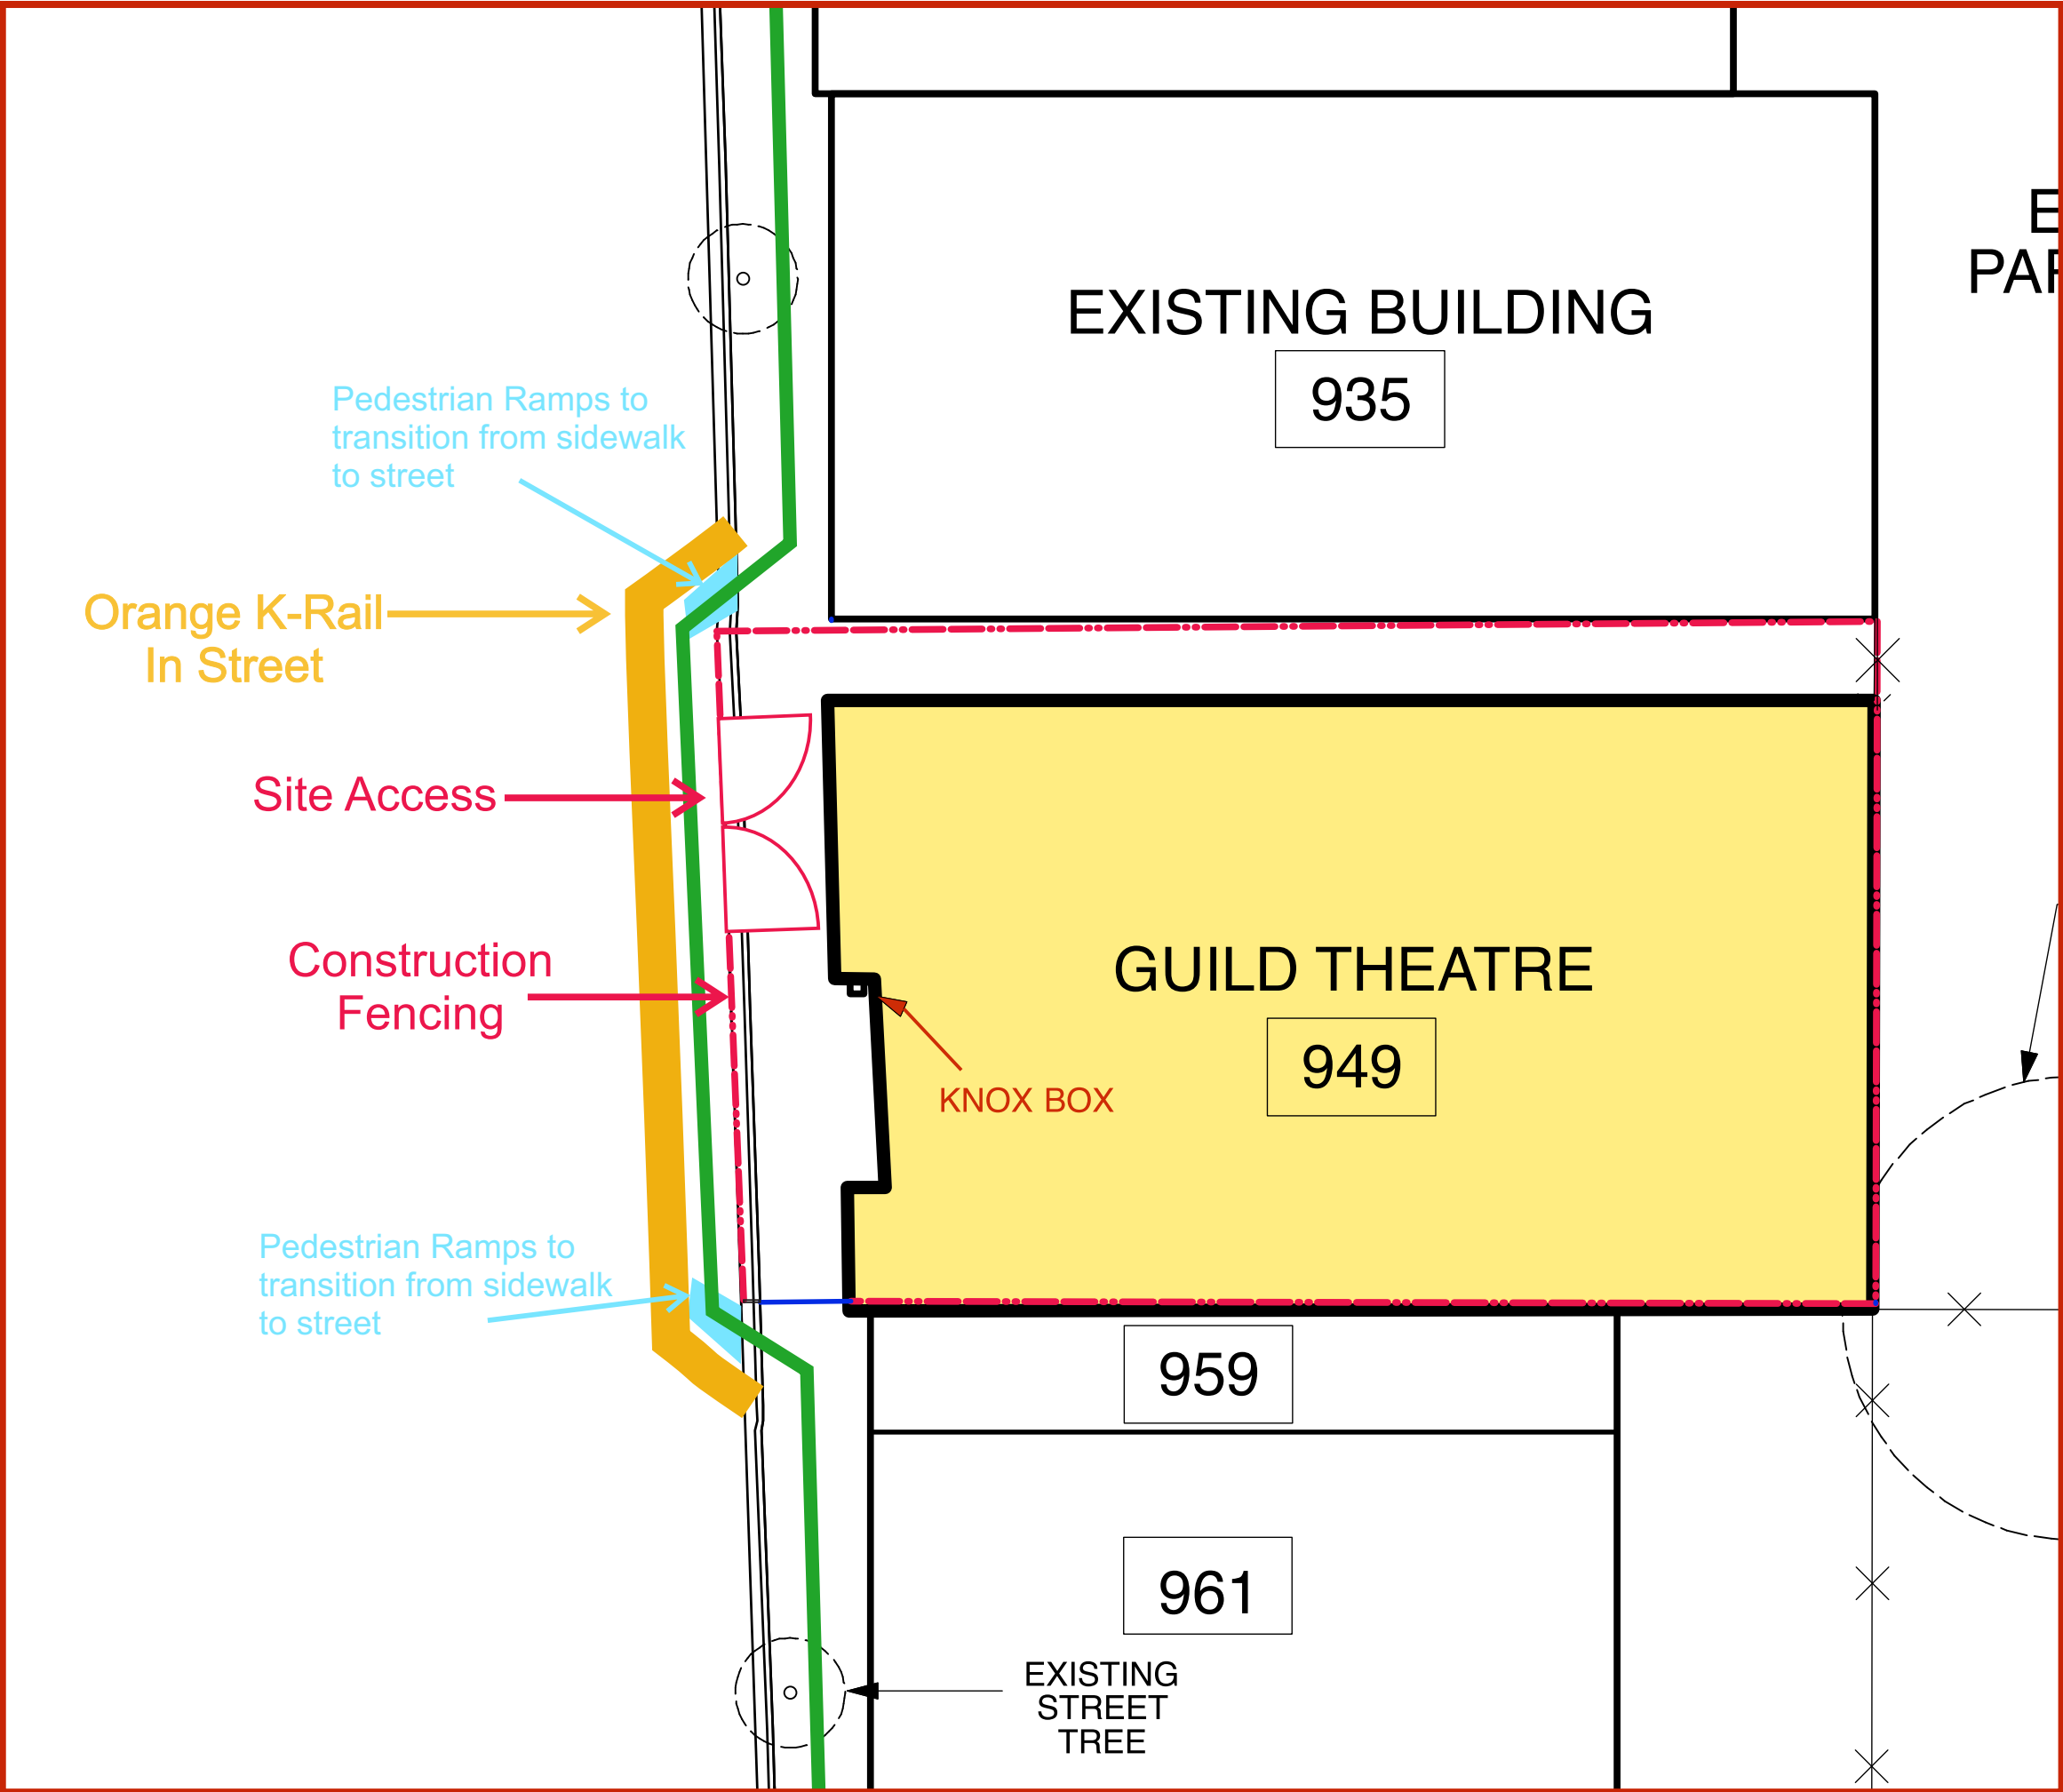 EXISTING BUILDING
935
Pedestrian Ramps to
transition from sidewalk
to street
Orange K-Rail
In Street
Site Access
Construction
Fencing
GUILD THEATRE
949
KNOX BOX
Pedestrian Ramps to
transition from sidewalk
to street
959
961
EXISTING
STREET
TREE